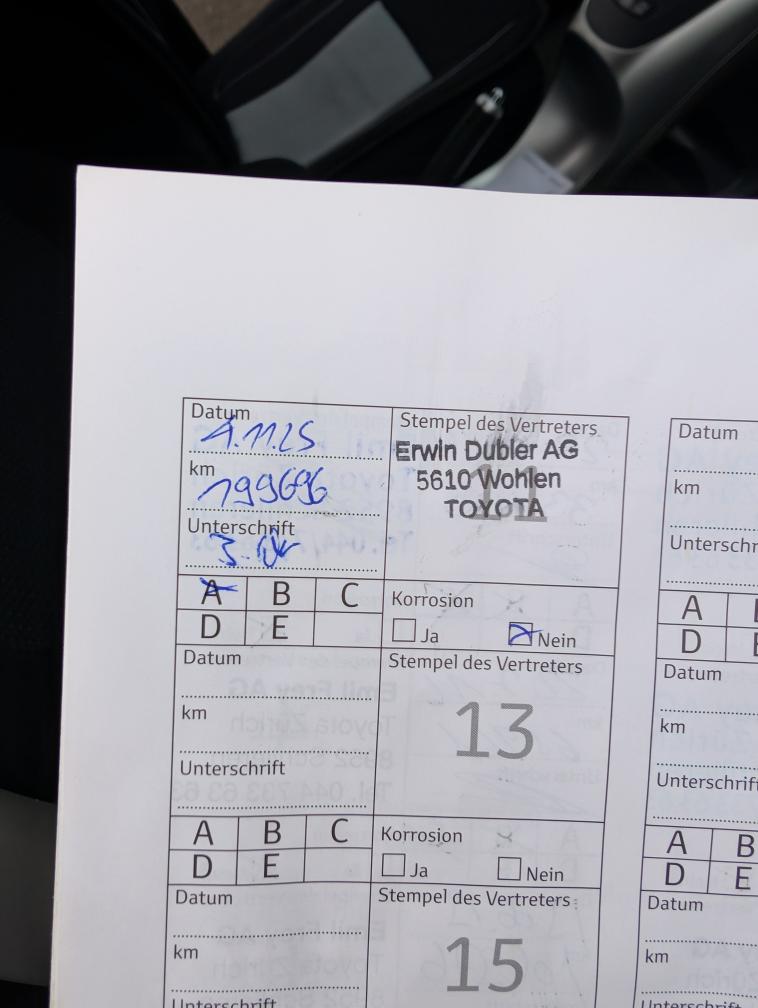 Datum
4.11.25
km
199696
Unterschrift
Stempel des Vertreters
Erwin Dubler AG
5610 Wohlen
TOYOTA
11
A B C
D E
Korrosion
Ja Nein
Datum
km
Unterschrift
Stempel des Vertreters
13
A B C
D E
Korrosion
Ja Nein
Datum
km
Unterschrift
Stempel des Vertreters
15
Datum
km
Unterschr
A
D
Datum
km
Unterschrift
A B
D E
Datum
km
Unterschrift